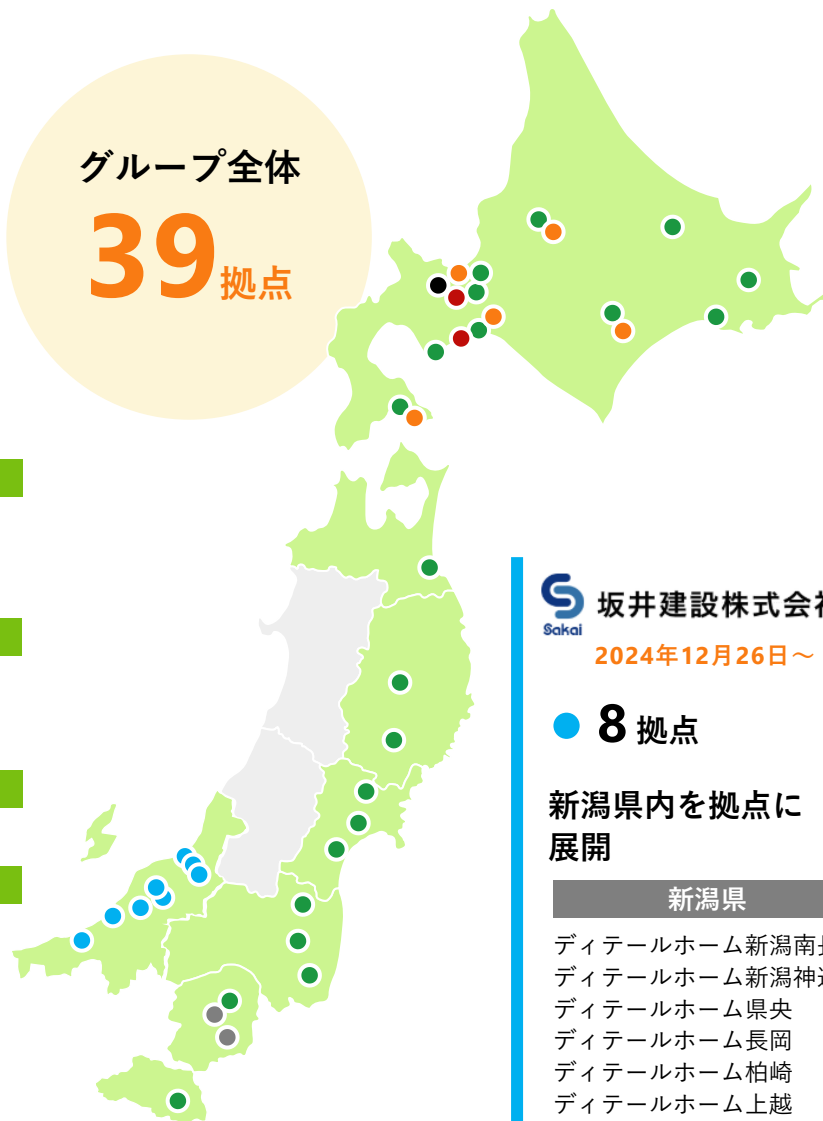 グループ全体
39拠点
Sakai
坂井建設株式会
2024年12月26日～
8拠点
新潟県内を拠点に
展開
新潟県
ディテールホーム新潟南
ディテールホーム新潟神
ディテールホーム県央
ディテールホーム長岡
ディテールホーム柏崎
ディテールホーム上越